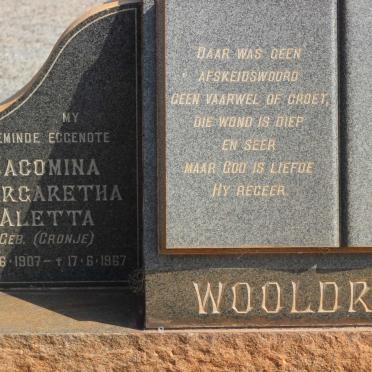 MY
EMINDE EGGENOTE
ACOMINA
RGARETHA
ALETTA
GEB. (CRONJE)
6-1907 - † 17-6-1967
DAAR WAS GEEN
AFSKEIDSWOORD
GEEN VAARWEL OF GROET,
DIE WOND IS DIEP
EN SEER
MAAR GOD IS LIEFDE
HY REGEER.
WOOLDR